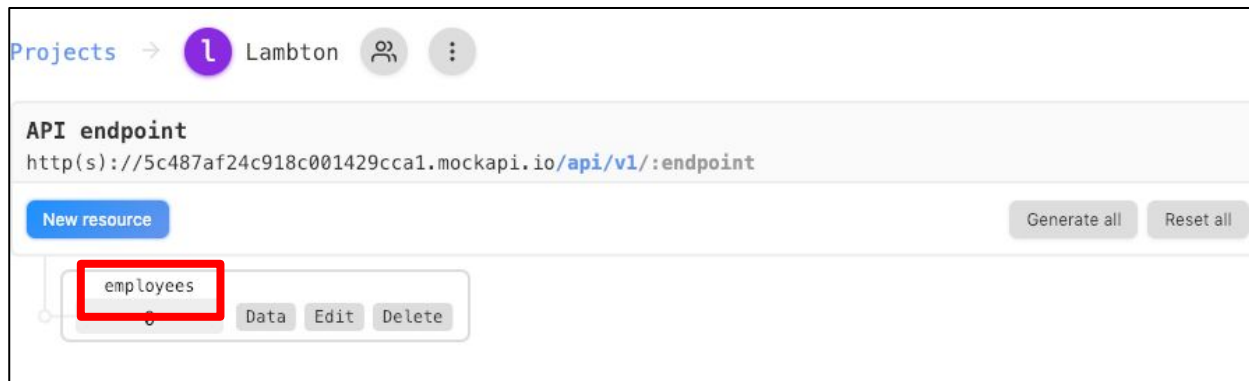 Projects → l Lambton
API endpoint
http(s)://5c487af24c918c001429cca1.mockapi.io/api/v1/:endpoint
New resource Generate all Reset all
employees
Data Edit Delete